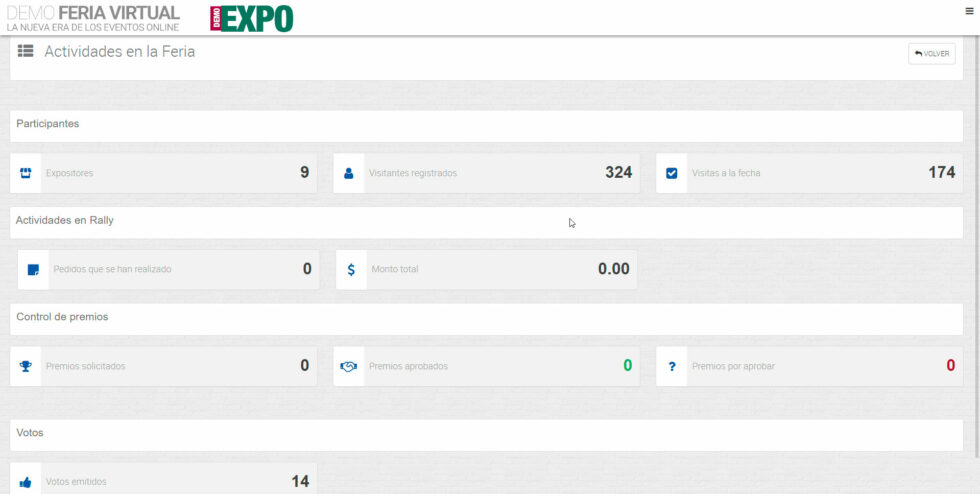 DEMO FERIA VIRTUAL
LA NUEVA ERA DE LOS EVENTOS ONLINE
DEMO EXPO
Actividades en la Feria
VOLVER
Participantes
Expositores 9
Visitantes registrados 324
Visitas a la fecha 174
Actividades en Rally
Pedidos que se han realizado 0
$ Monto total 0.00
Control de premios
Premios solicitados 0
Premios aprobados 0
? Premios por aprobar 0
Votos
Votos emitidos 14